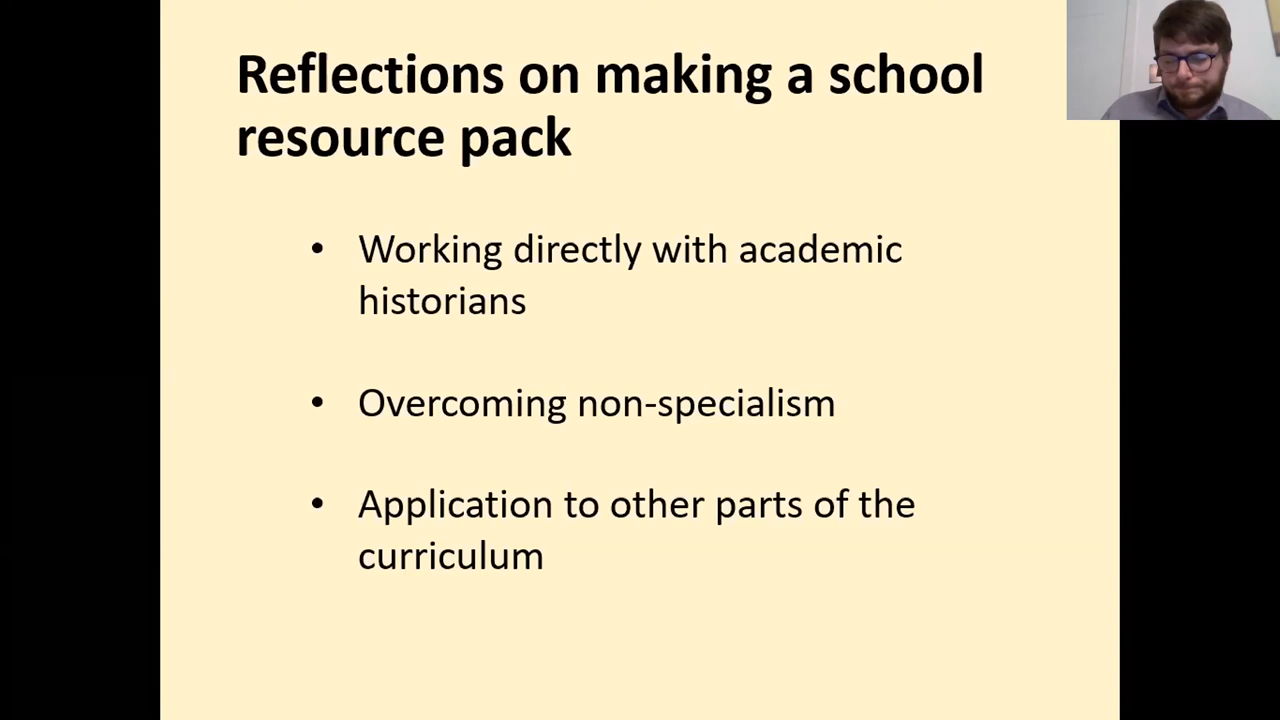 Reflections on making a school
resource pack
• Working directly with academic
historians
• Overcoming non-specialism
• Application to other parts of the
curriculum